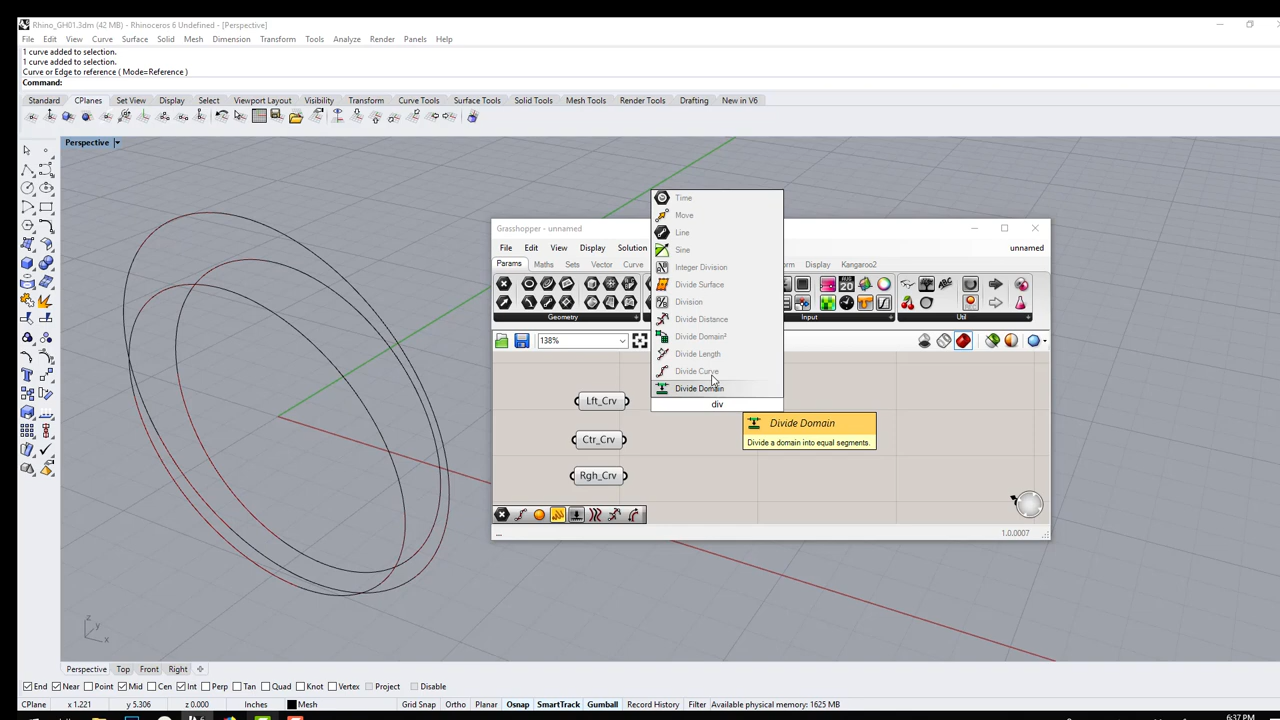 Rhino_GH01.3dm (42 MB) - Rhinoceros 6 Undefined - [Perspective]
File Edit View Curve Surface Solid Mesh Dimension Transform Tools Analyze Render Panels Help
1 curve added to selection.
1 curve added to selection.
Curve or Edge to reference ( Mode=Reference )
Command:
Standard CPlanes Set View Display Select Viewport Layout Visibility Transform Curve Tools Surface Tools Solid Tools Mesh Tools Render Tools Drafting New in V6
Perspective
Time
Move
Line
Sine
Integer Division
Divide Surface
Division
Divide Distance
Divide Domain²
Divide Length
Divide Curve
Divide Domain
div
Divide Domain
Divide a domain into equal segments.
Grasshopper - unnamed
File Edit View Display Solution unnamed
Params Maths Sets Vector Curve Display Kangaroo2
Geometry Input Util
138%
Lft_Crv
Ctr_Crv
Rgh_Crv
... 1.0.0007
z
y
x
Perspective Top Front Right
End Near Point Mid Cen Int Perp Tan Quad Knot Vertex Project Disable
CPlane x 1.221 y 5.306 z 0.000 Inches Mesh Grid Snap Ortho Planar Osnap SmartTrack Gumball Record History Filter Available physical memory: 1625 MB
6:37 PM